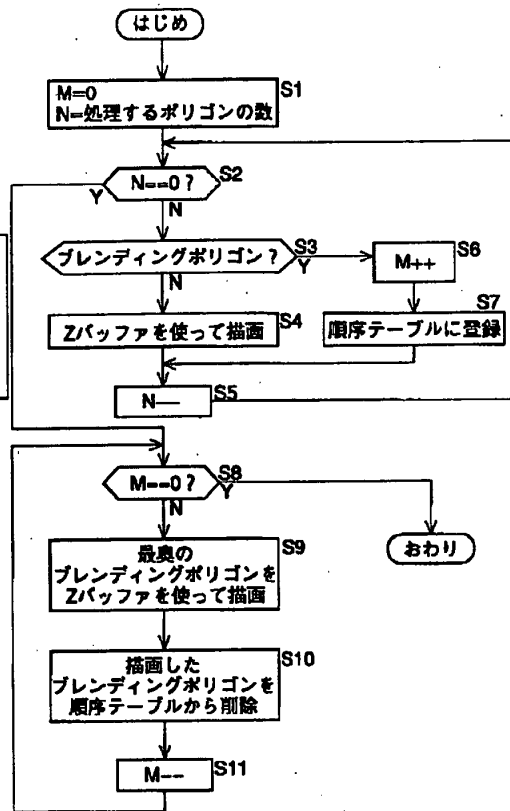 はじめ
S1
M=0
N=処理するポリゴンの数
S2
N==0?
Y
N
S3
ブレンディングポリゴン?
Y
N
S6
M++
S4
Zバッファを使って描画
S7
順序テーブルに登録
S5
N--
S8
M==0?
Y
N
おわり
S9
最奥の
ブレンディングポリゴンを
Zバッファを使って描画
S10
描画した
ブレンディングポリゴンを
順序テーブルから削除
S11
M--